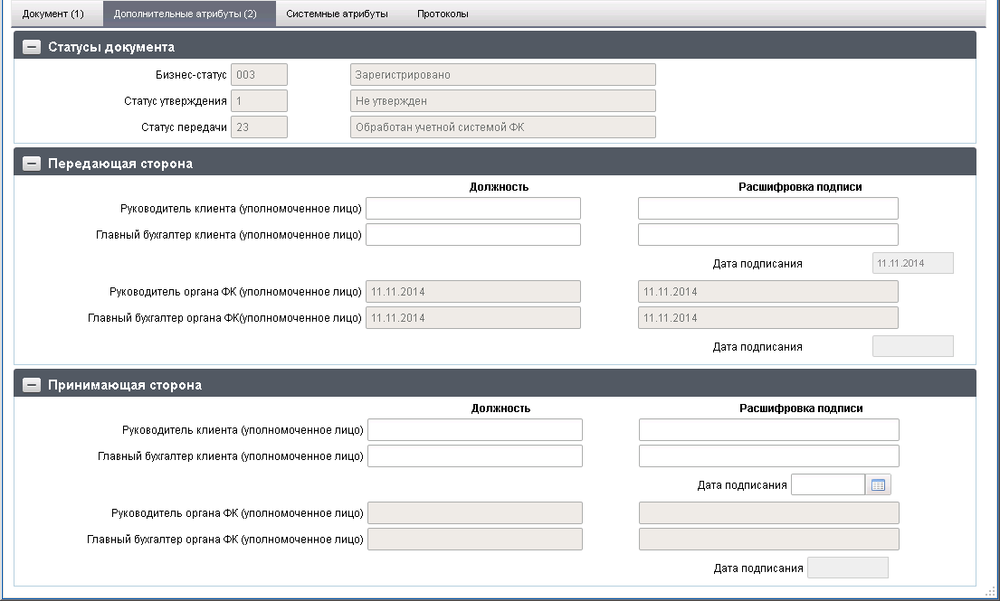 Документ (1) Дополнительные атрибуты (2) Системные атрибуты Протоколы
Статусы документа
Бизнес-статус 003 Зарегистрировано
Статус утверждения 1 Не утвержден
Статус передачи 23 Обработан учетной системой ФК
Передающая сторона
Должность Расшифровка подписи
Руководитель клиента (уполномоченное лицо)
Главный бухгалтер клиента (уполномоченное лицо)
Дата подписания 11.11.2014
Руководитель органа ФК (уполномоченное лицо) 11.11.2014 11.11.2014
Главный бухгалтер органа ФК(уполномоченное лицо) 11.11.2014 11.11.2014
Дата подписания
Принимающая сторона
Должность Расшифровка подписи
Руководитель клиента (уполномоченное лицо)
Главный бухгалтер клиента (уполномоченное лицо)
Дата подписания
Руководитель органа ФК (уполномоченное лицо)
Главный бухгалтер органа ФК (уполномоченное лицо)
Дата подписания